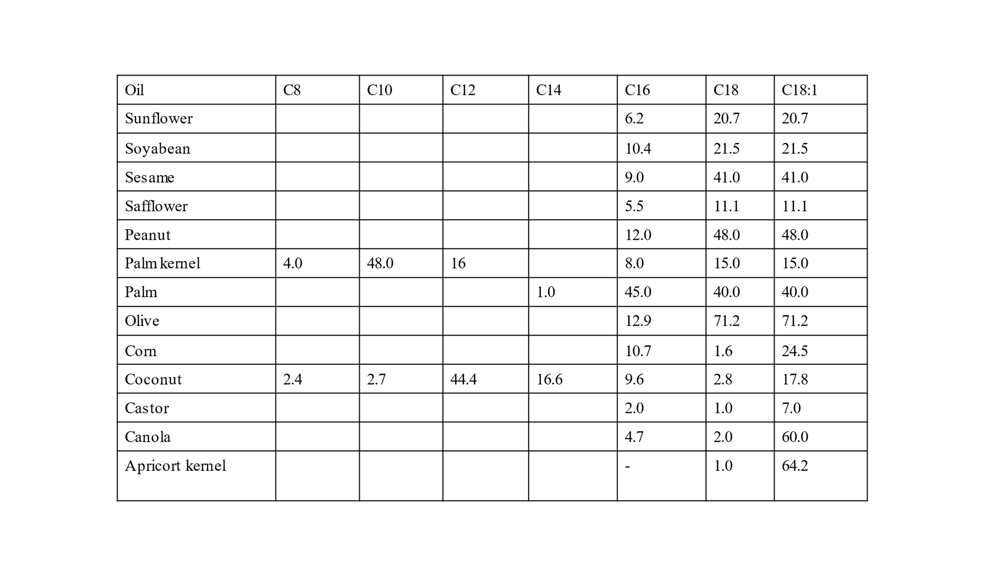 Oil C8 C10 C12 C14 C16 C18 C18:1
Sunflower 6.2 20.7 20.7
Soyabean 10.4 21.5 21.5
Sesame 9.0 41.0 41.0
Safflower 5.5 11.1 11.1
Peanut 12.0 48.0 48.0
Palm kernel 4.0 48.0 16 8.0 15.0 15.0
Palm 1.0 45.0 40.0 40.0
Olive 12.9 71.2 71.2
Corn 10.7 1.6 24.5
Coconut 2.4 2.7 44.4 16.6 9.6 2.8 17.8
Castor 2.0 1.0 7.0
Canola 4.7 2.0 60.0
Apricort kernel - 1.0 64.2